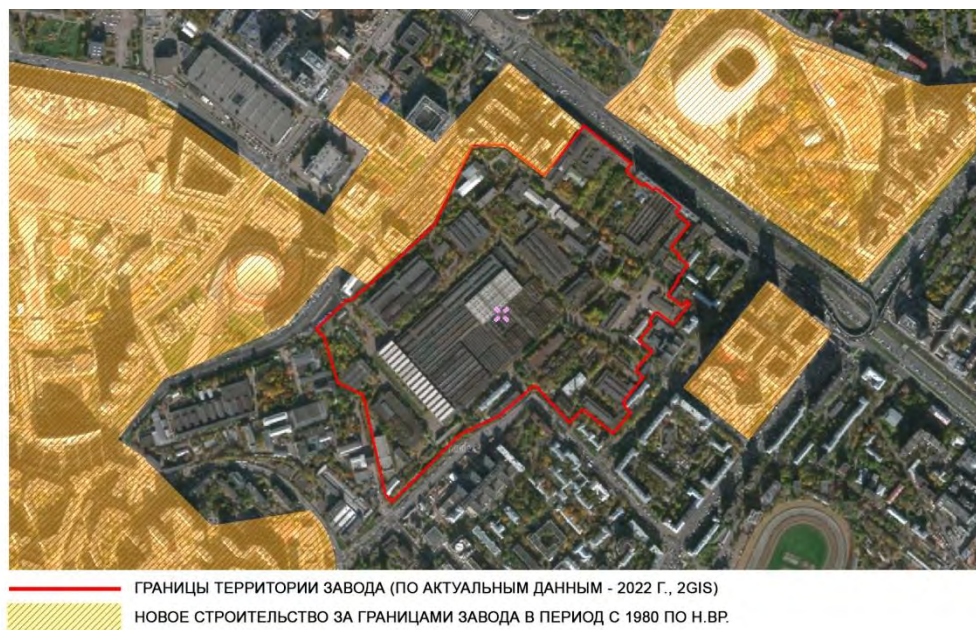 ГРАНИЦЫ ТЕРРИТОРИИ ЗАВОДА (ПО АКТУАЛЬНЫМ ДАННЫМ - 2022 Г., 2GIS)
НОВОЕ СТРОИТЕЛЬСТВО ЗА ГРАНИЦАМИ ЗАВОДА В ПЕРИОД С 1980 ПО Н.ВР.